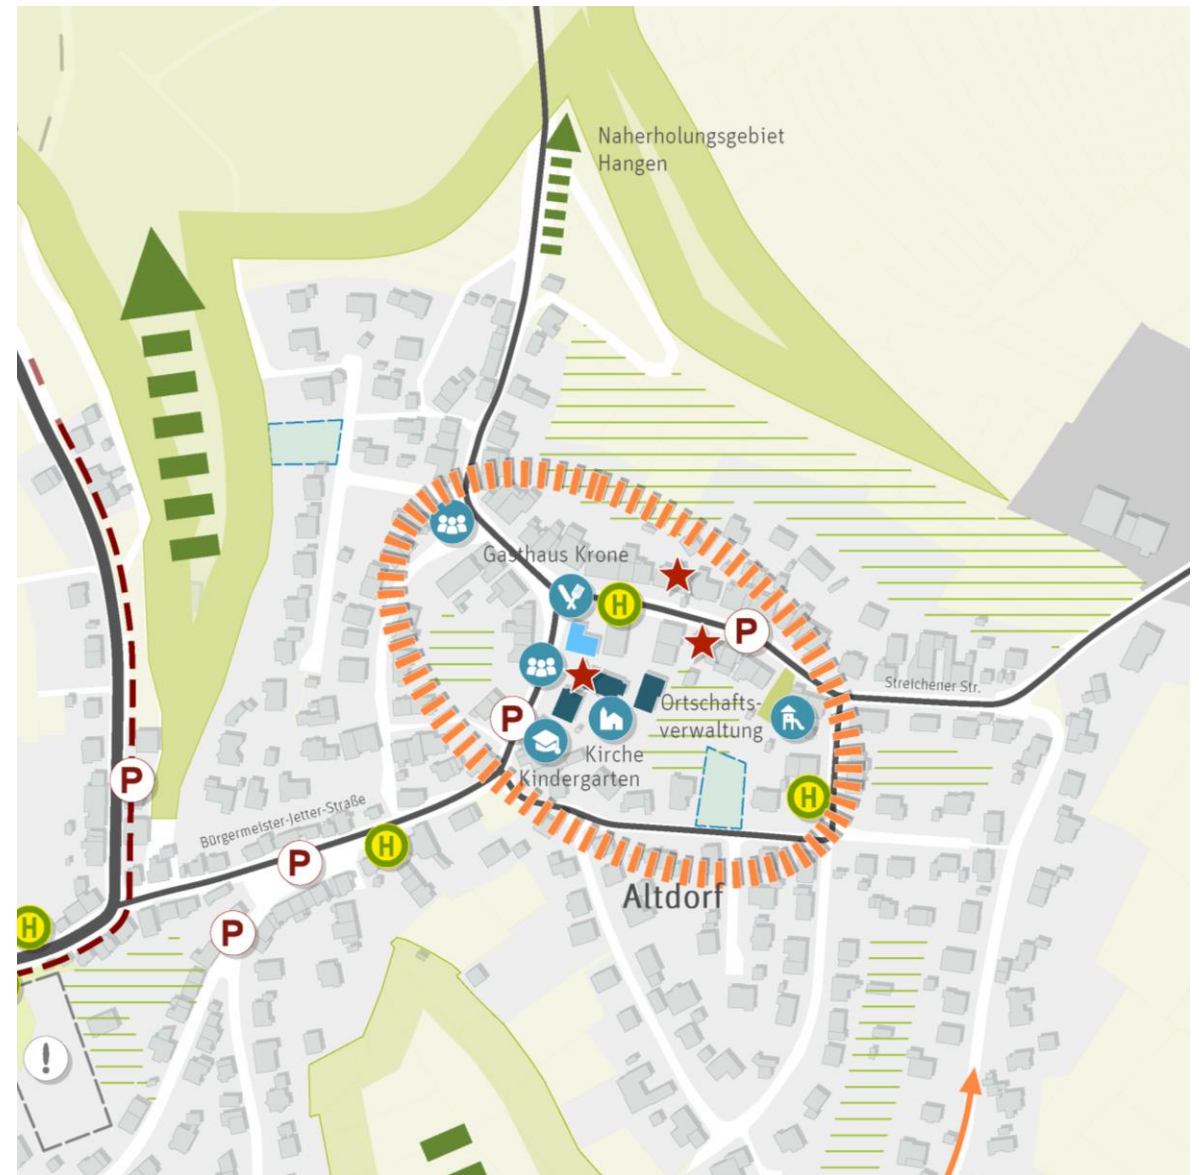 Naherholungsgebiet
Hangen
Gasthaus Krone
H
P
Streichener Str.
Ortschafts-
verwaltung
P
Kirche
Kindergarten
P
H
Bürgermeister-Jetter-Straße
H
P
Altdorf
H
P
!